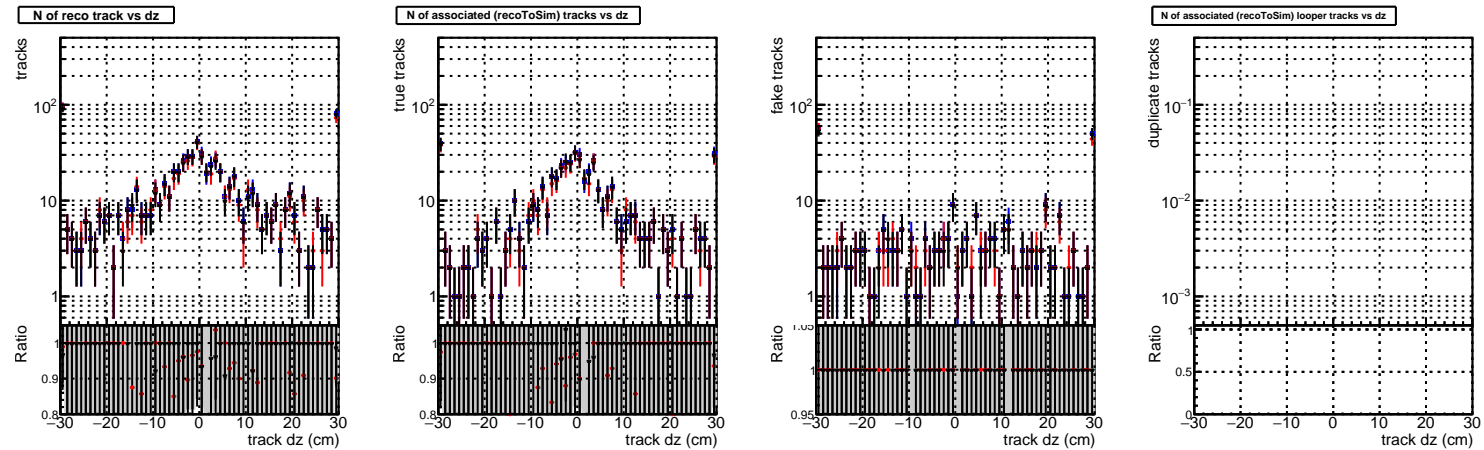 N of reco track vs dz
tracks
10²
10
1
Ratio
1
0.9
0.8
−30 −20 −10 0 10 20 30
track dz (cm)
N of associated (recoToSim) tracks vs dz
true tracks
10²
10
1
Ratio
1
0.9
0.8
−30 −20 −10 0 10 20 30
track dz (cm)
fake tracks
10²
10
1
Ratio
1.05
1
0.95
−30 −20 −10 0 10 20 30
track dz (cm)
N of associated (recoToSim) looper tracks vs dz
duplicate tracks
10⁻¹
10⁻²
10⁻³
Ratio
1
0.5
0
−30 −20 −10 0 10 20 30
track dz (cm)